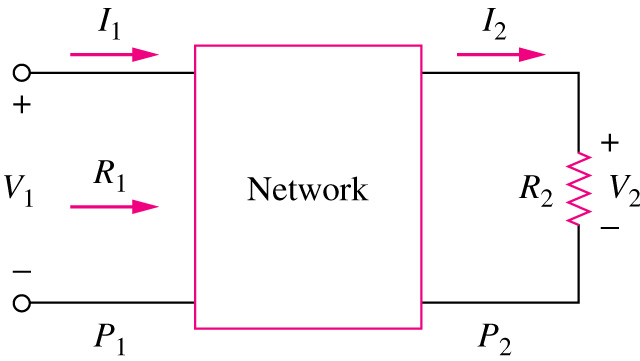 I₁ I₂
+ +
V₁ R₁ Network R₂ V₂
− −
P₁ P₂